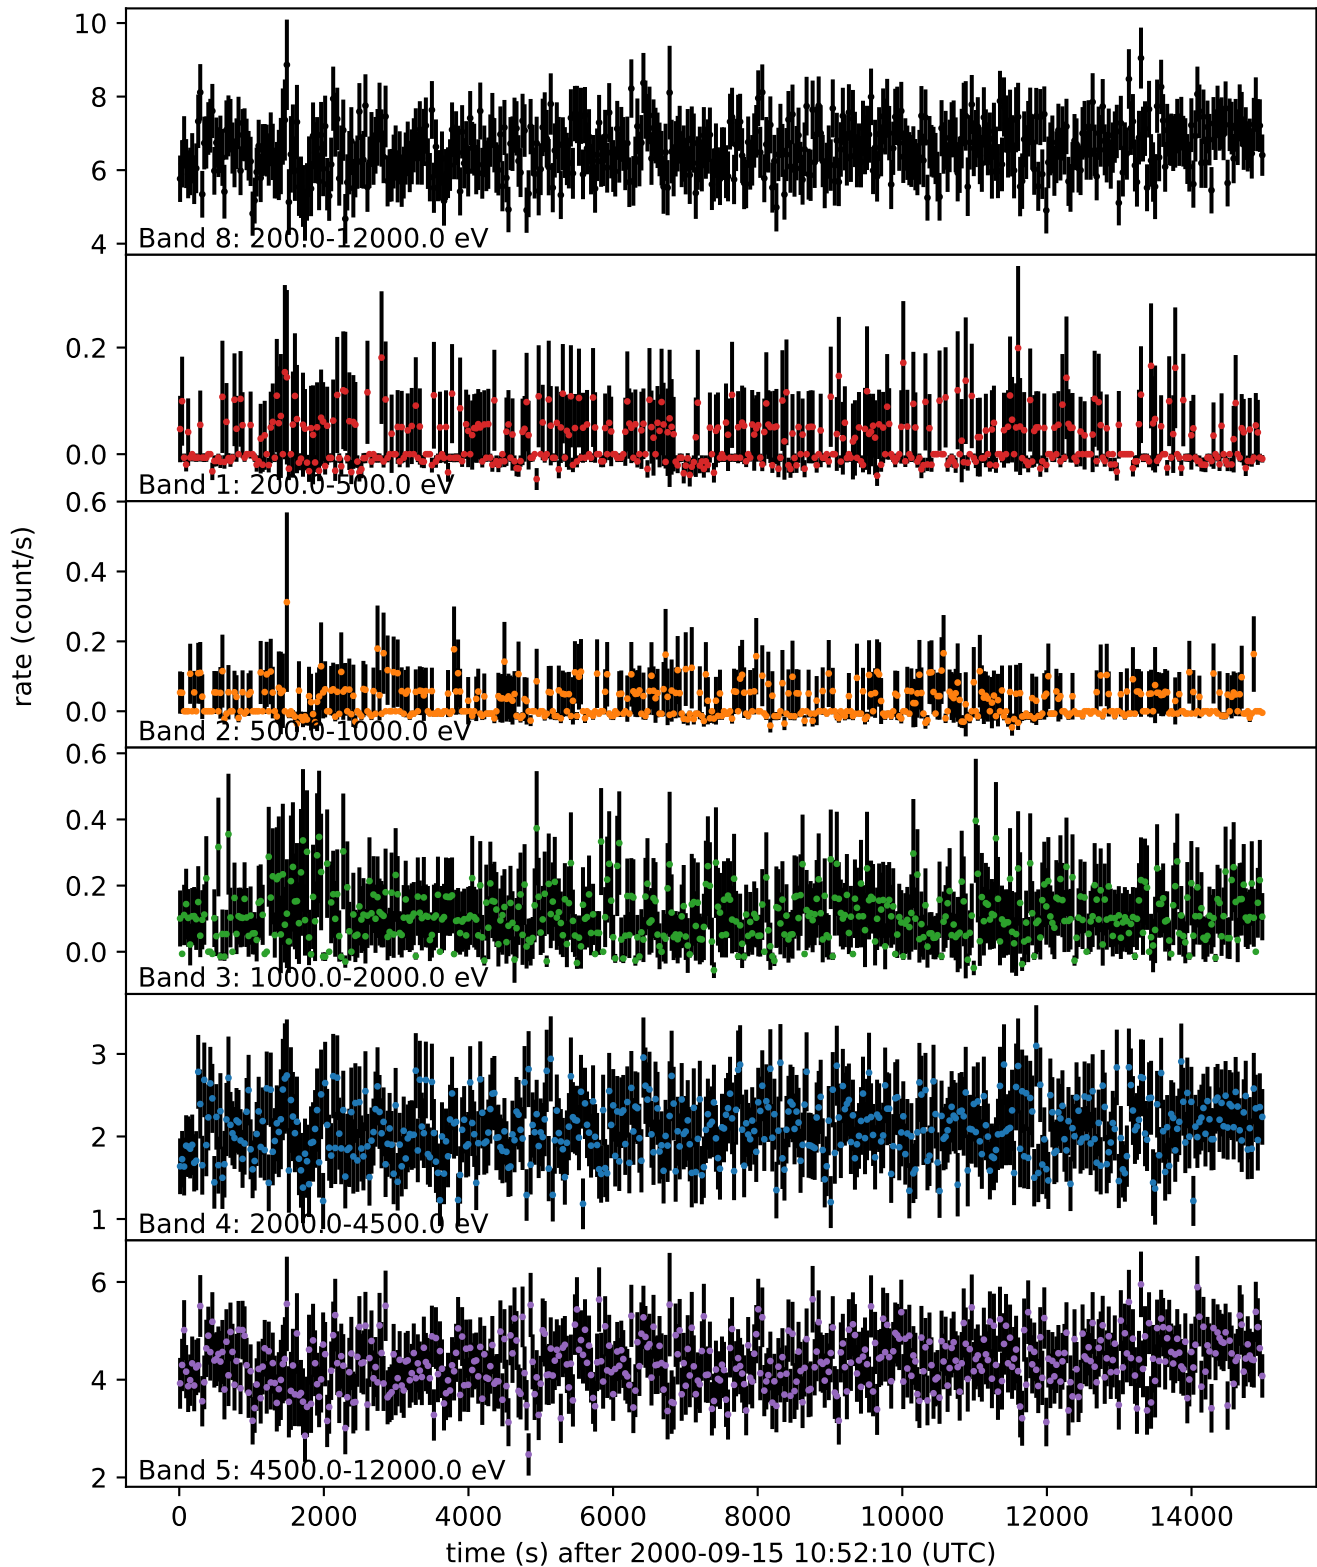 10
8
6
4
Band 8: 200.0-12000.0 eV
0.2
0.0
Band 1: 200.0-500.0 eV
0.6
0.4
0.2
0.0
Band 2: 500.0-1000.0 eV
rate (count/s)
0.6
0.4
0.2
0.0
Band 3: 1000.0-2000.0 eV
3
2
1
Band 4: 2000.0-4500.0 eV
6
4
2
Band 5: 4500.0-12000.0 eV
0 2000 4000 6000 8000 10000 12000 14000
time (s) after 2000-09-15 10:52:10 (UTC)